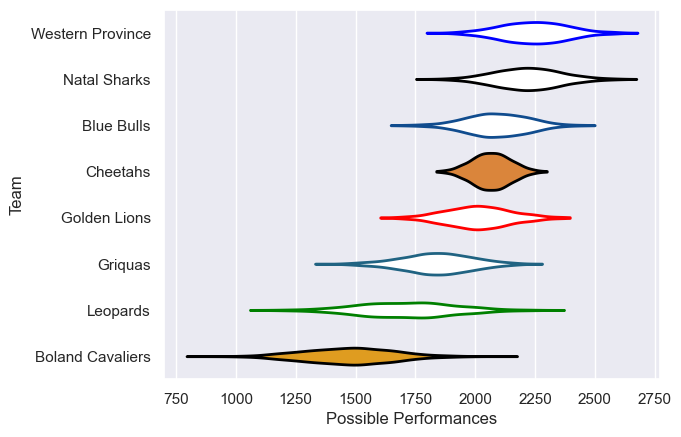 Western Province
Natal Sharks
Blue Bulls
Cheetahs
Golden Lions
Griquas
Leopards
Boland Cavaliers
Team
750 1000 1250 1500 1750 2000 2250 2500 2750
Possible Performances